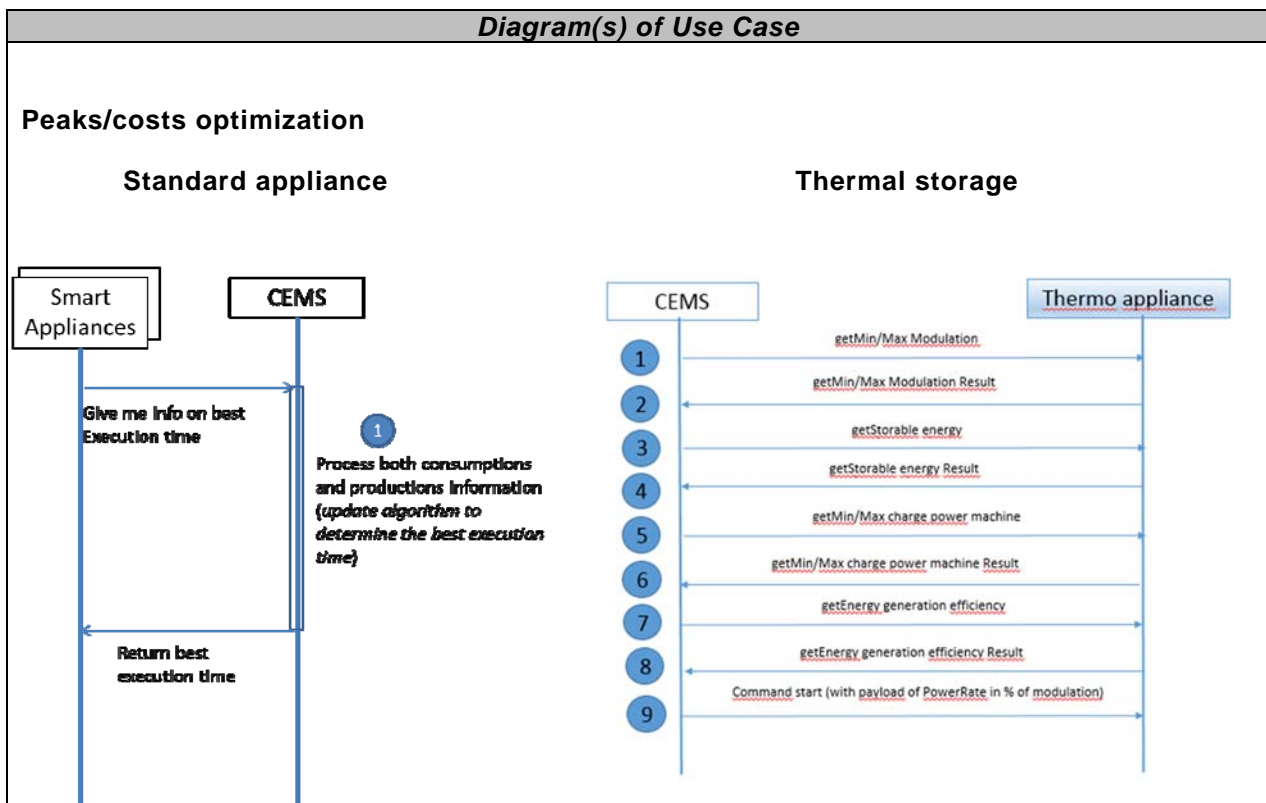 Diagram(s) of Use Case
Peaks/costs optimization
Standard appliance
Smart
Appliances
CEMS
Give me info on best
Execution time
1
Process both consumptions
and productions information
(update algorithm to
determine the best execution
time)
Return best
execution time
Thermal storage
CEMS
Thermo appliance
1
getMin/Max Modulation
2
getMin/Max Modulation Result
3
getStorable energy
4
getStorable energy Result
5
getMin/Max charge power machine
6
getMin/Max charge power machine Result
7
getEnergy generation efficiency
8
getEnergy generation efficiency Result
9
Command start (with payload of PowerRate in % of modulation)